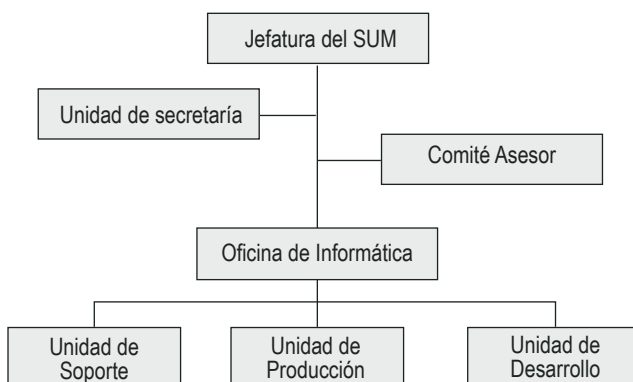 Jefatura del SUM
Unidad de secretaría
Comité Asesor
Oficina de Informática
Unidad de
Soporte
Unidad de
Producción
Unidad de
Desarrollo